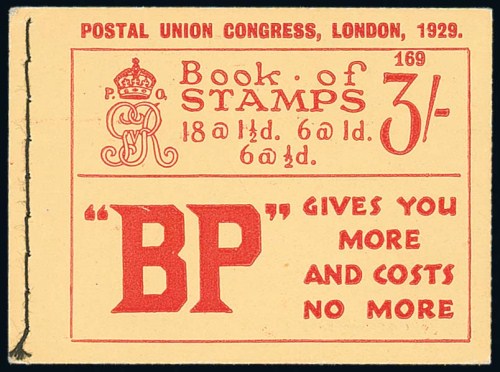 POSTAL UNION CONGRESS, LONDON, 1929.
169
P. O.
GR
Book · of
STAMPS
3/-
18 @ 1½d. 6 @ 1d.
6 @ ½d.
"BP" GIVES YOU
MORE
AND COSTS
NO MORE